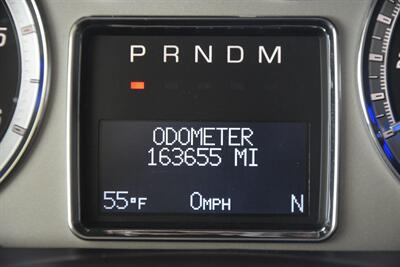 P R N D M
ODOMETER
163655 MI
55°F 0MPH N